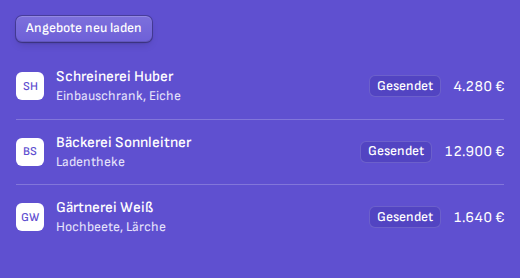 Angebote neu laden
SH
Schreinerei Huber
Einbauschrank, Eiche
Gesendet
4.280 €
BS
Bäckerei Sonnleitner
Ladentheke
Gesendet
12.900 €
GW
Gärtnerei Weiß
Hochbeete, Lärche
Gesendet
1.640 €